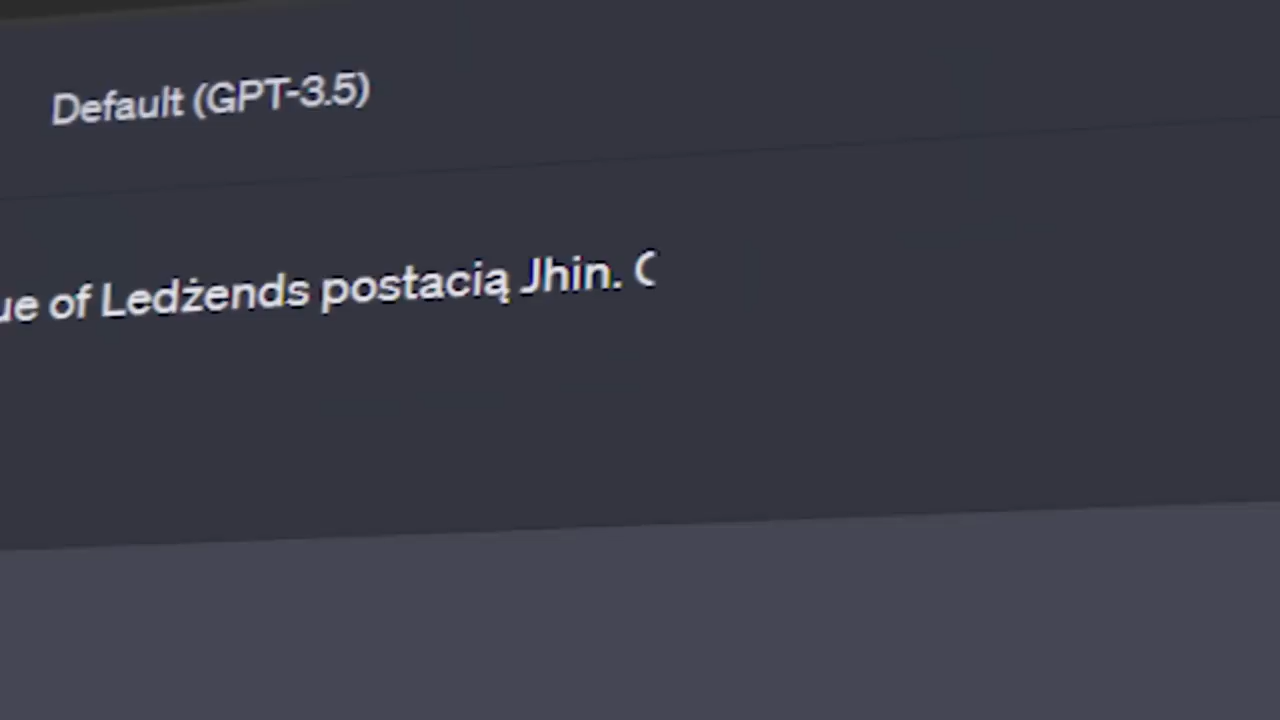 Default (GPT-3.5)
of Ledżends postacią Jhin.